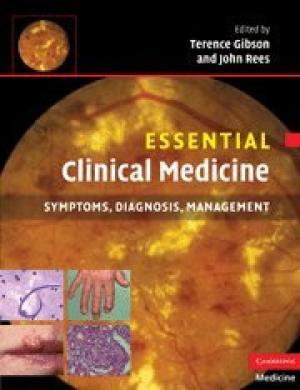 Edited by
Terence Gibson
and John Rees
ESSENTIAL
Clinical Medicine
SYMPTOMS, DIAGNOSIS, MANAGEMENT
CAMBRIDGE
Medicine